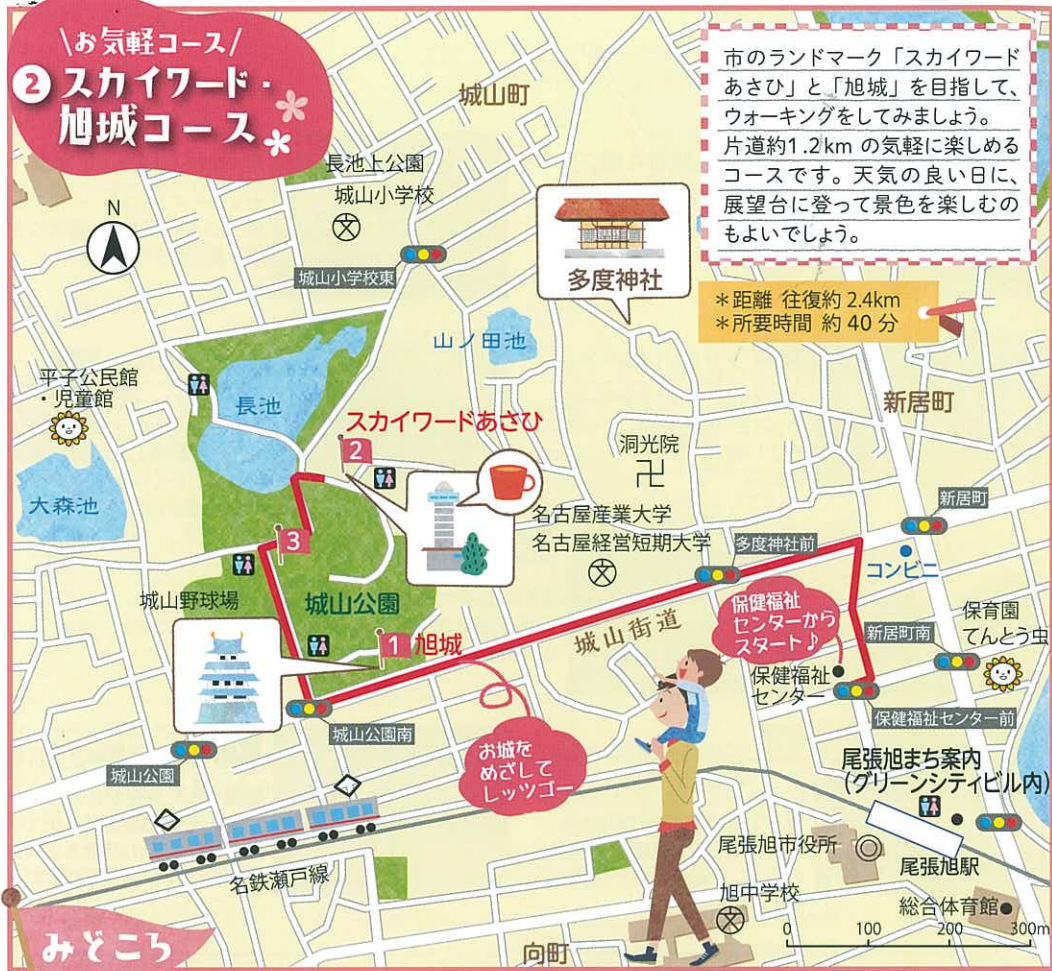 \お気軽コース/
2 スカイワード・
旭城コース
市のランドマーク「スカイワード
あさひ」と「旭城」を目指して、
ウォーキングをしてみましょう。
片道約1.2kmの気軽に楽しめる
コースです。天気の良い日に、
展望台に登って景色を楽しむの
もよいでしょう。
*距離 往復約 2.4km
*所要時間 約 40 分
城山町
長池上公園
城山小学校
文
N
城山小学校東
多度神社
山ノ田池
平子公民館
・児童館
長池
新居町
スカイワードあさひ
2
洞光院
卍
大森池
名古屋産業大学
名古屋経営短期大学
文
新居町
多度神社前
コンビニ
3
城山野球場
城山公園
城山街道
保健福祉
センターから
スタート♪
保育園
てんとう虫
新居町南
1 旭城
保健福祉
センター
保健福祉センター前
城山公園南
城山公園
お城を
めざして
レッツゴー
尾張旭まち案内
(グリーンシティビル内)
尾張旭市役所
尾張旭駅
名鉄瀬戸線
旭中学校
文
総合体育館
向町
0 100 200 300m
みどころ